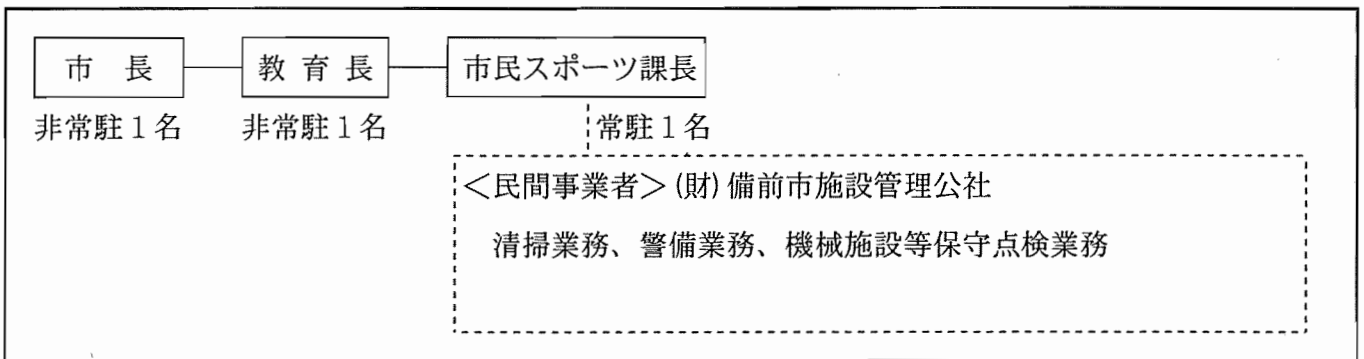 市　長　教 育 長　市民スポーツ課長
非常駐１名　非常駐１名　常駐１名
＜民間事業者＞(財)備前市施設管理公社
清掃業務、警備業務、機械施設等保守点検業務